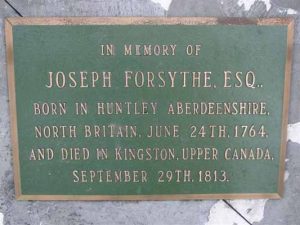 IN MEMORY OF
JOSEPH FORSYTHE, ESQ.,
BORN IN HUNTLEY ABERDEENSHIRE,
NORTH BRITAIN, JUNE 24TH, 1764,
AND DIED IN KINGSTON, UPPER CANADA,
SEPTEMBER 29TH, 1813.